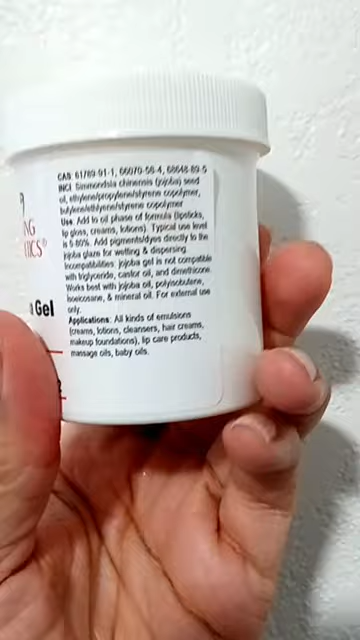 NG
TICS®
a Gel
CAS: 61789-91-1, 66070-58-4, 68648-89-5
INCI: Simmondsia chinensis (jojoba) seed
oil, ethylene/propylene/styrene copolymer,
butylene/ethylene/styrene copolymer
Use: Add to oil phase of formula (lipsticks,
lip gloss, creams, lotions). Typical use level
is 5-80%. Add pigments/dyes directly to the
jojoba glaze for wetting & dispersing.
Incompatibilities: jojoba gel is not compatible
with triglyceride, castor oil, and dimethicone.
Works best with jojoba oil, polyisobutene,
isoeicosane, & mineral oil. For external use
only.
Applications: All kinds of emulsions
(creams, lotions, cleansers, hair creams,
makeup foundations), lip care products,
massage oils, baby oils.